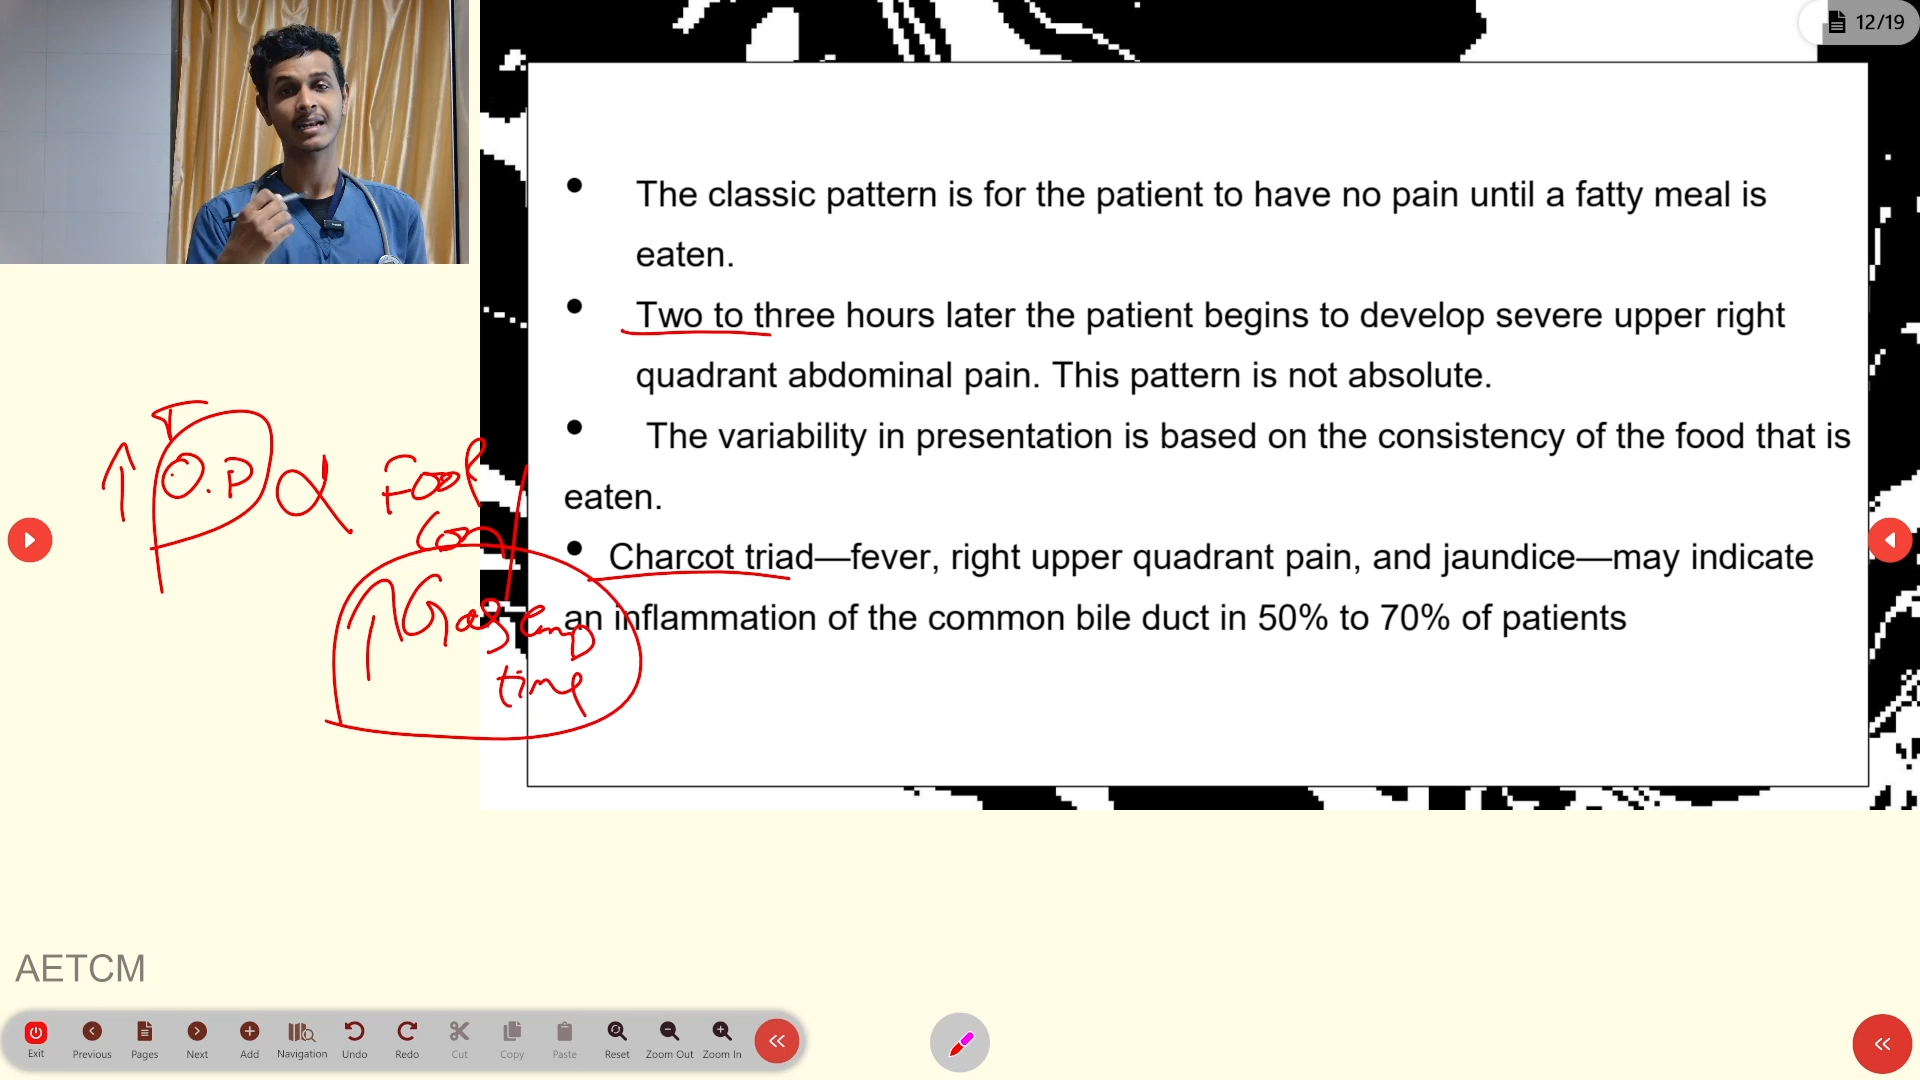 12/19
• The classic pattern is for the patient to have no pain until a fatty meal is
eaten.
• Two to three hours later the patient begins to develop severe upper right
quadrant abdominal pain. This pattern is not absolute.
• The variability in presentation is based on the consistency of the food that is
eaten.
• Charcot triad—fever, right upper quadrant pain, and jaundice—may indicate
an inflammation of the common bile duct in 50% to 70% of patients
↑ O.P ∝ Food
Con
↑ Gas emp
time
AETCM
Exit Previous Pages Next Add Navigation Undo Redo Cut Copy Paste Reset Zoom Out Zoom In